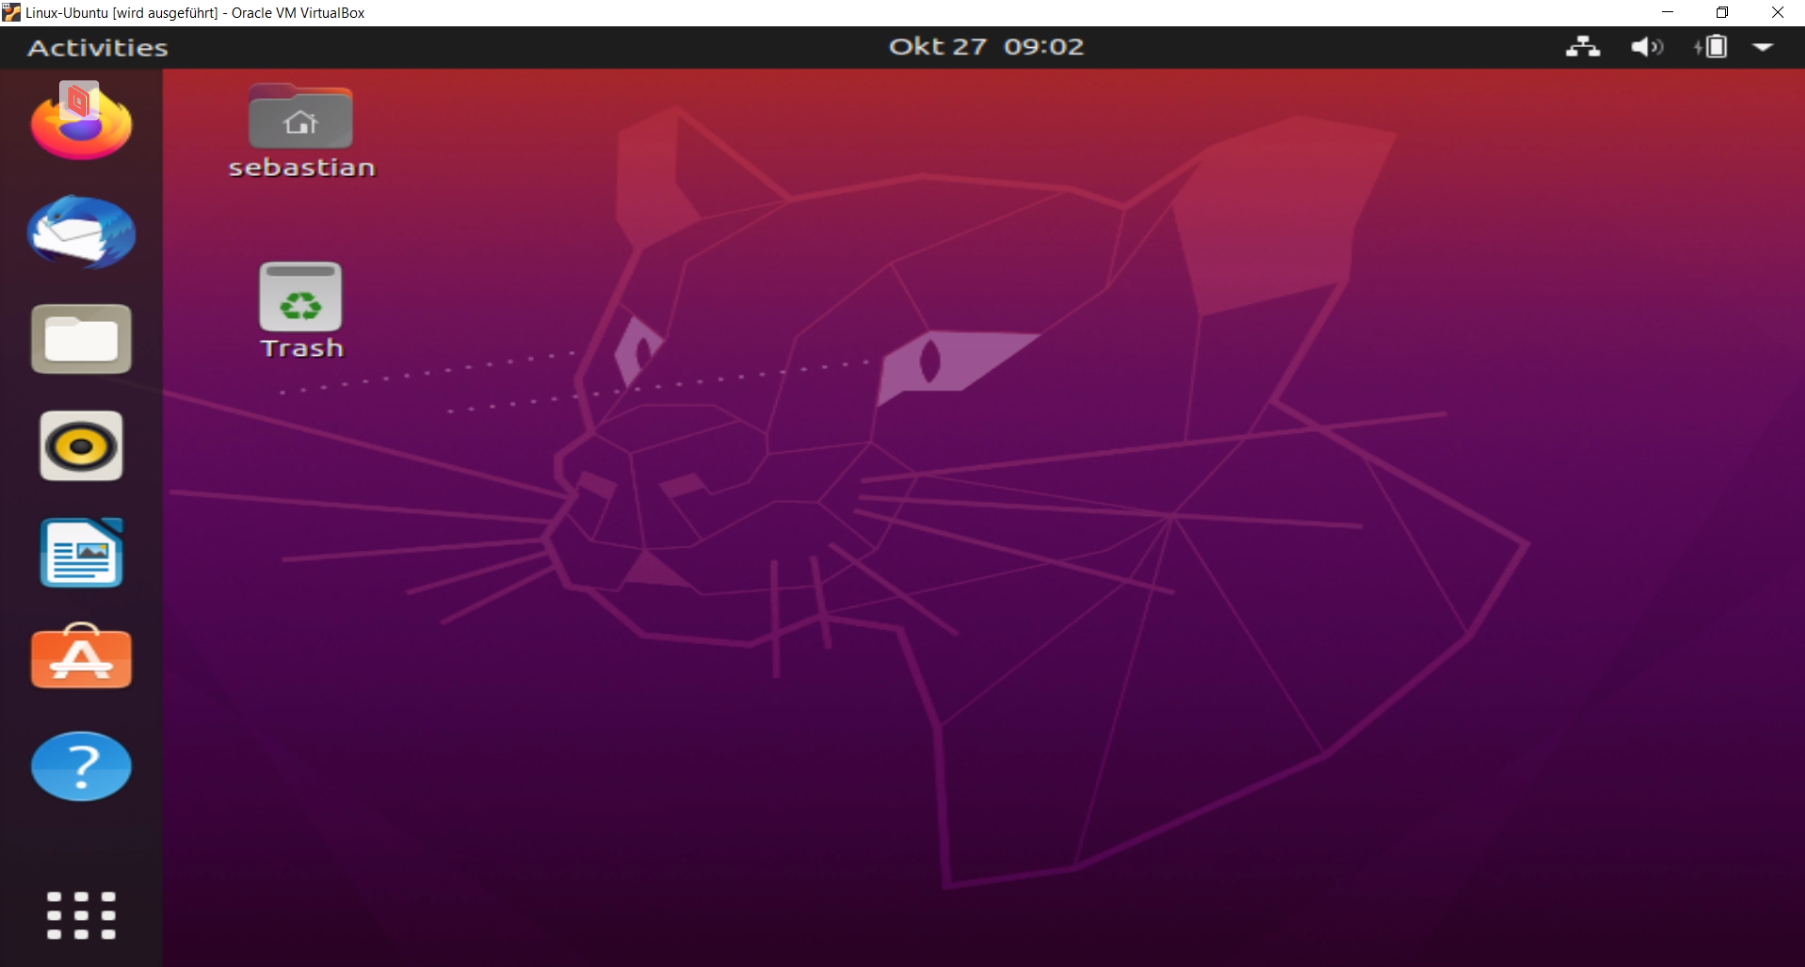 Linux-Ubuntu [wird ausgeführt] - Oracle VM VirtualBox
Activities
Okt 27 09:02
sebastian
Trash